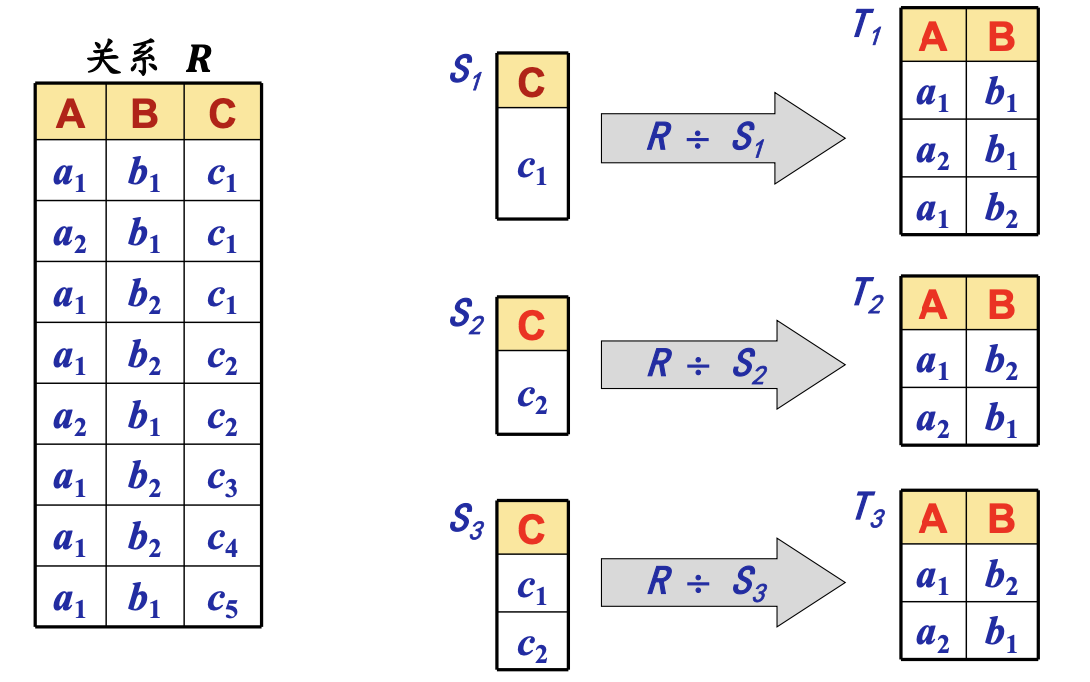 关系 R
A B C
a₁ b₁ c₁
a₂ b₁ c₁
a₁ b₂ c₁
a₁ b₂ c₂
a₂ b₁ c₂
a₁ b₂ c₃
a₁ b₂ c₄
a₁ b₁ c₅
S₁
C
c₁
R ÷ S₁
T₁
A B
a₁ b₁
a₂ b₁
a₁ b₂
S₂
C
c₂
R ÷ S₂
T₂
A B
a₁ b₂
a₂ b₁
S₃
C
c₁
c₂
R ÷ S₃
T₃
A B
a₁ b₂
a₂ b₁